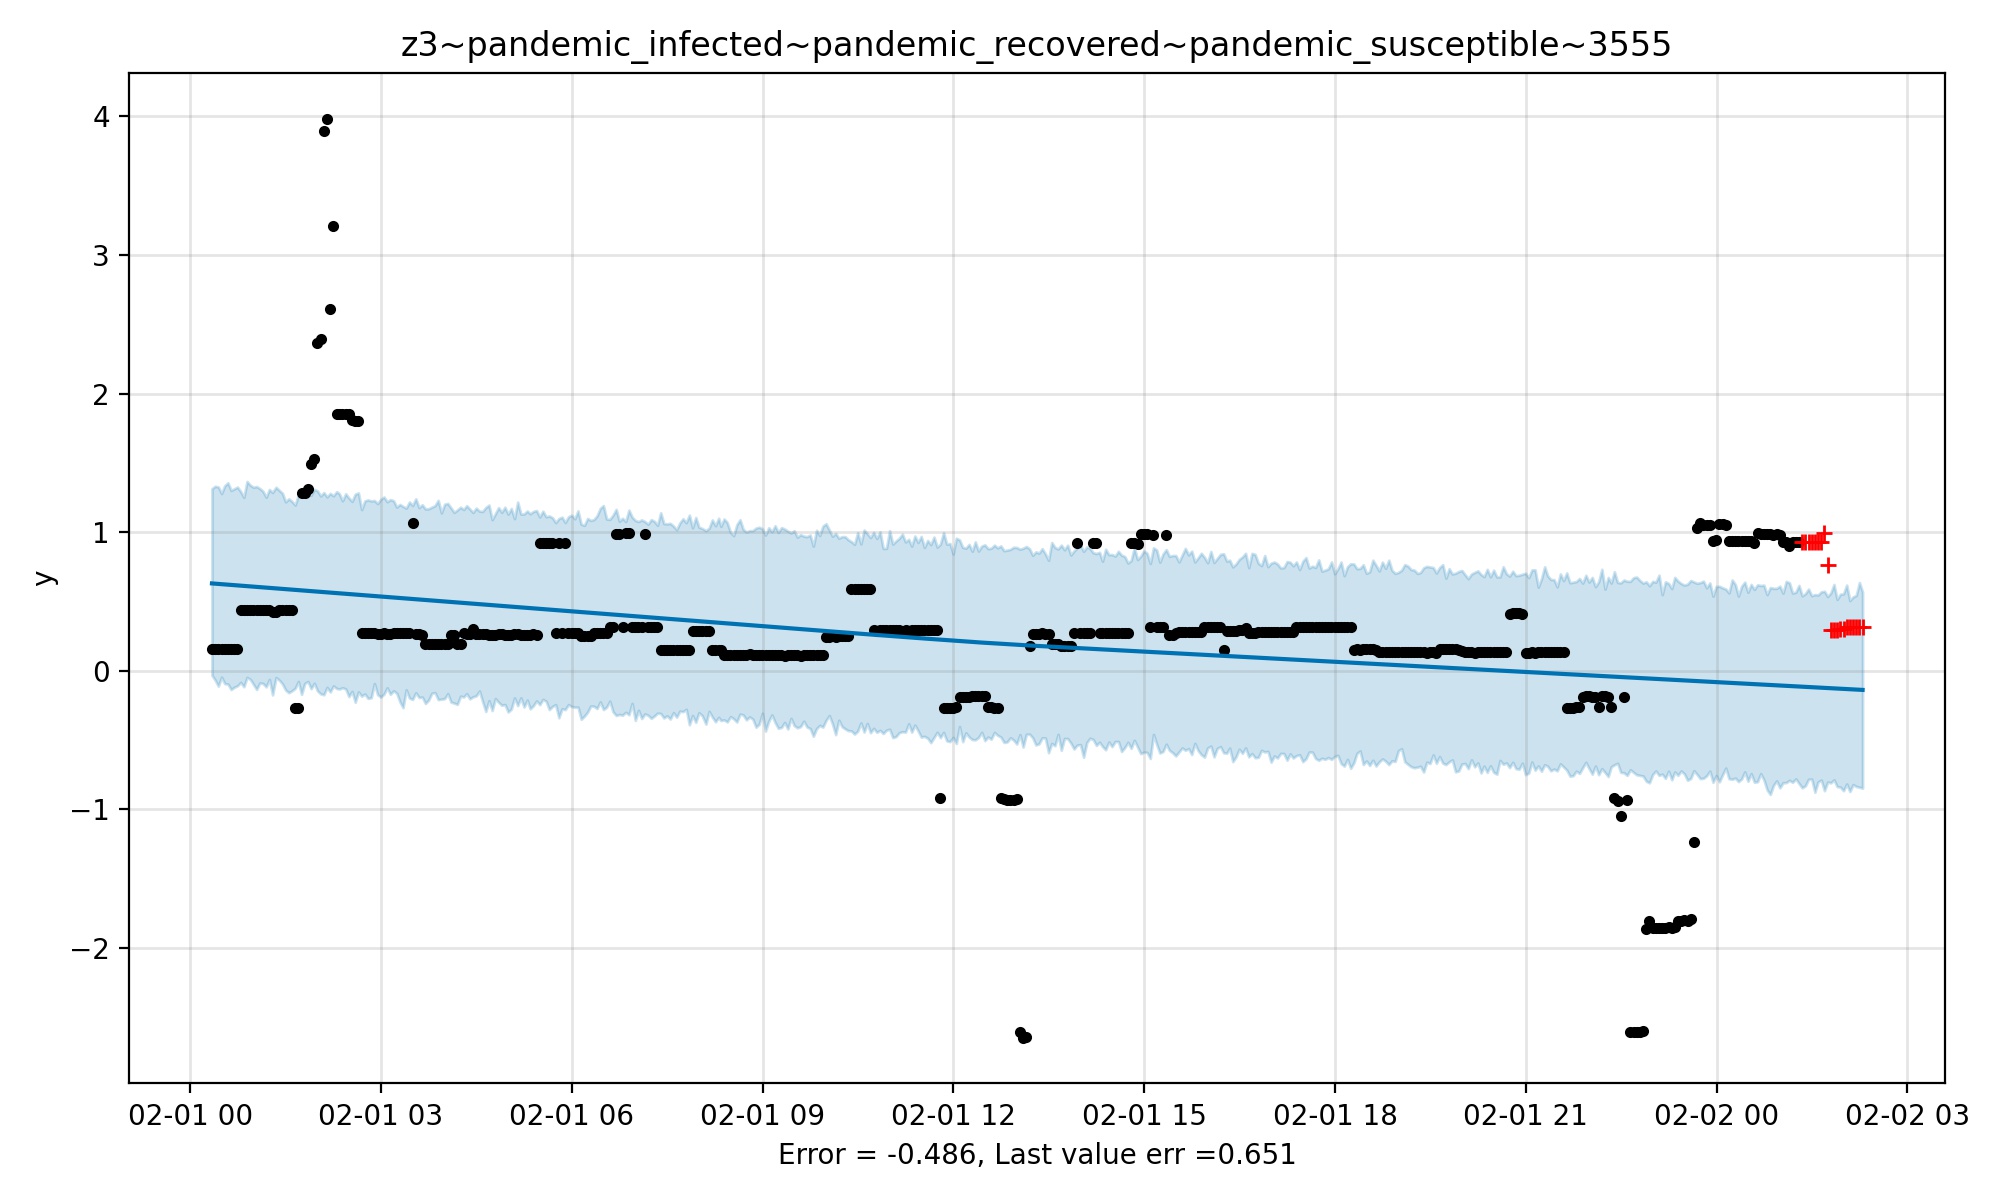 z3~pandemic_infected~pandemic_recovered~pandemic_susceptible~3555
4
3
2
1
0
−1
−2
y
02-01 00 02-01 03 02-01 06 02-01 09 02-01 12 02-01 15 02-01 18 02-01 21 02-02 00 02-02 03
Error = -0.486, Last value err =0.651